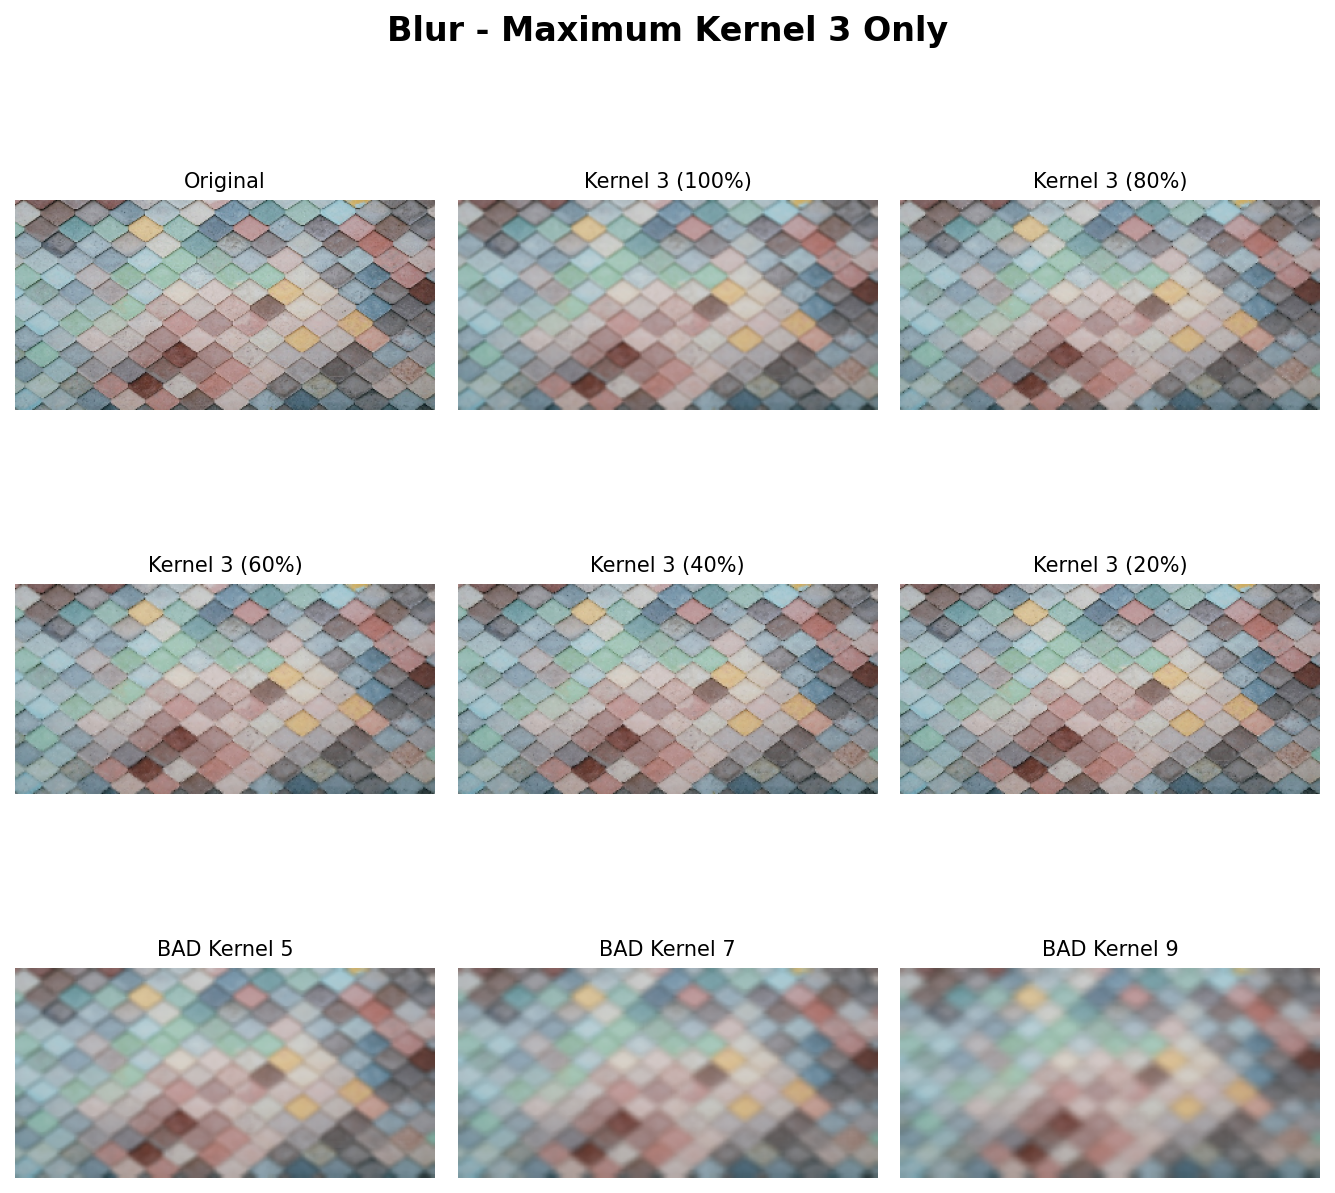 Blur - Maximum Kernel 3 Only
Original
Kernel 3 (100%)
Kernel 3 (80%)
Kernel 3 (60%)
Kernel 3 (40%)
Kernel 3 (20%)
BAD Kernel 5
BAD Kernel 7
BAD Kernel 9